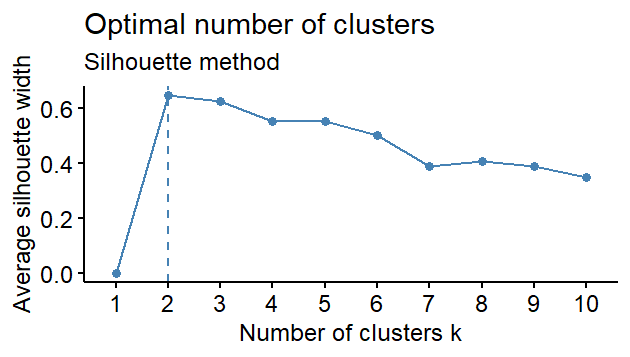 Optimal number of clusters
Silhouette method
Average silhouette width
0.6
0.4
0.2
0.0
1 2 3 4 5 6 7 8 9 10
Number of clusters k